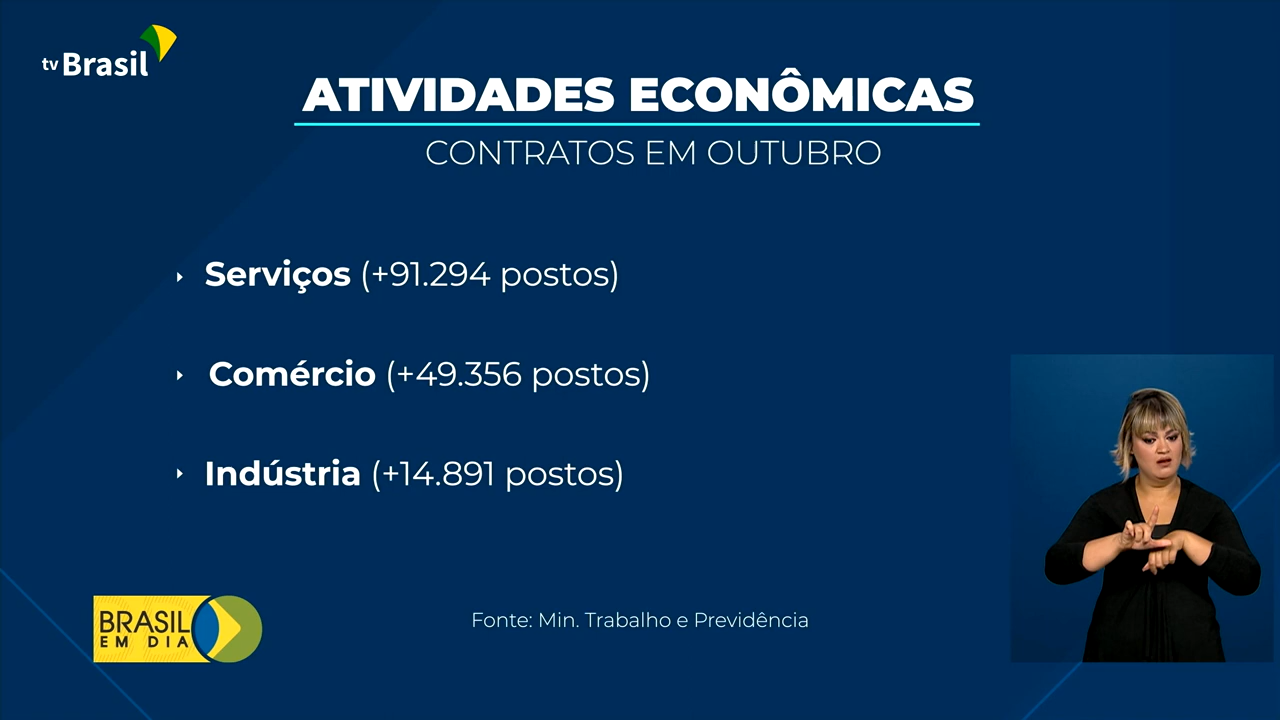 tv Brasil
ATIVIDADES ECONÔMICAS
CONTRATOS EM OUTUBRO
Serviços (+91.294 postos)
Comércio (+49.356 postos)
Indústria (+14.891 postos)
BRASIL
EM DIA
Fonte: Min. Trabalho e Previdência